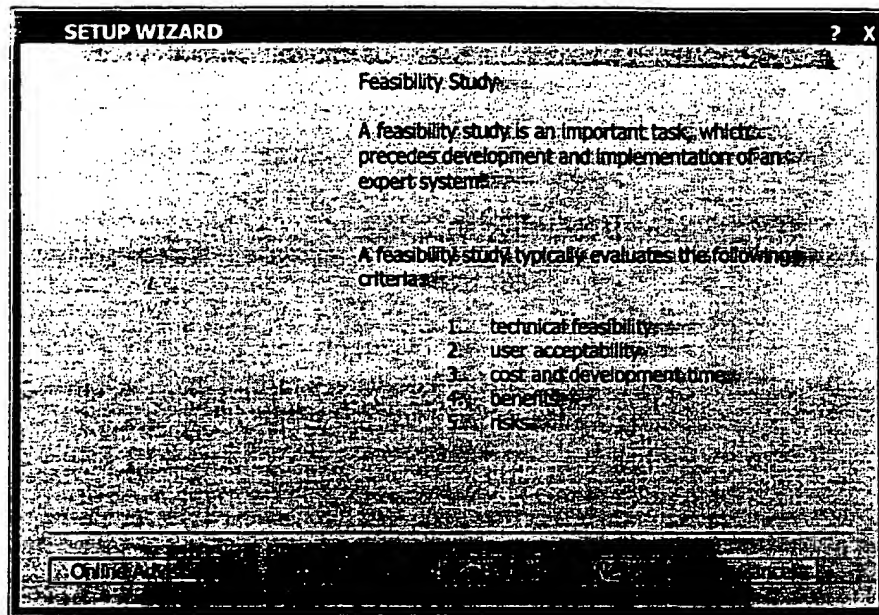 SETUP WIZARD ? X
Feasibility Study
A feasibility study is an important task, which
precedes development and implementation of an
expert system.
A feasibility study typically evaluates the following
criteria:
1. technical feasibility
2. user acceptability
3. cost and development time
4. benefits
5. risks
Online